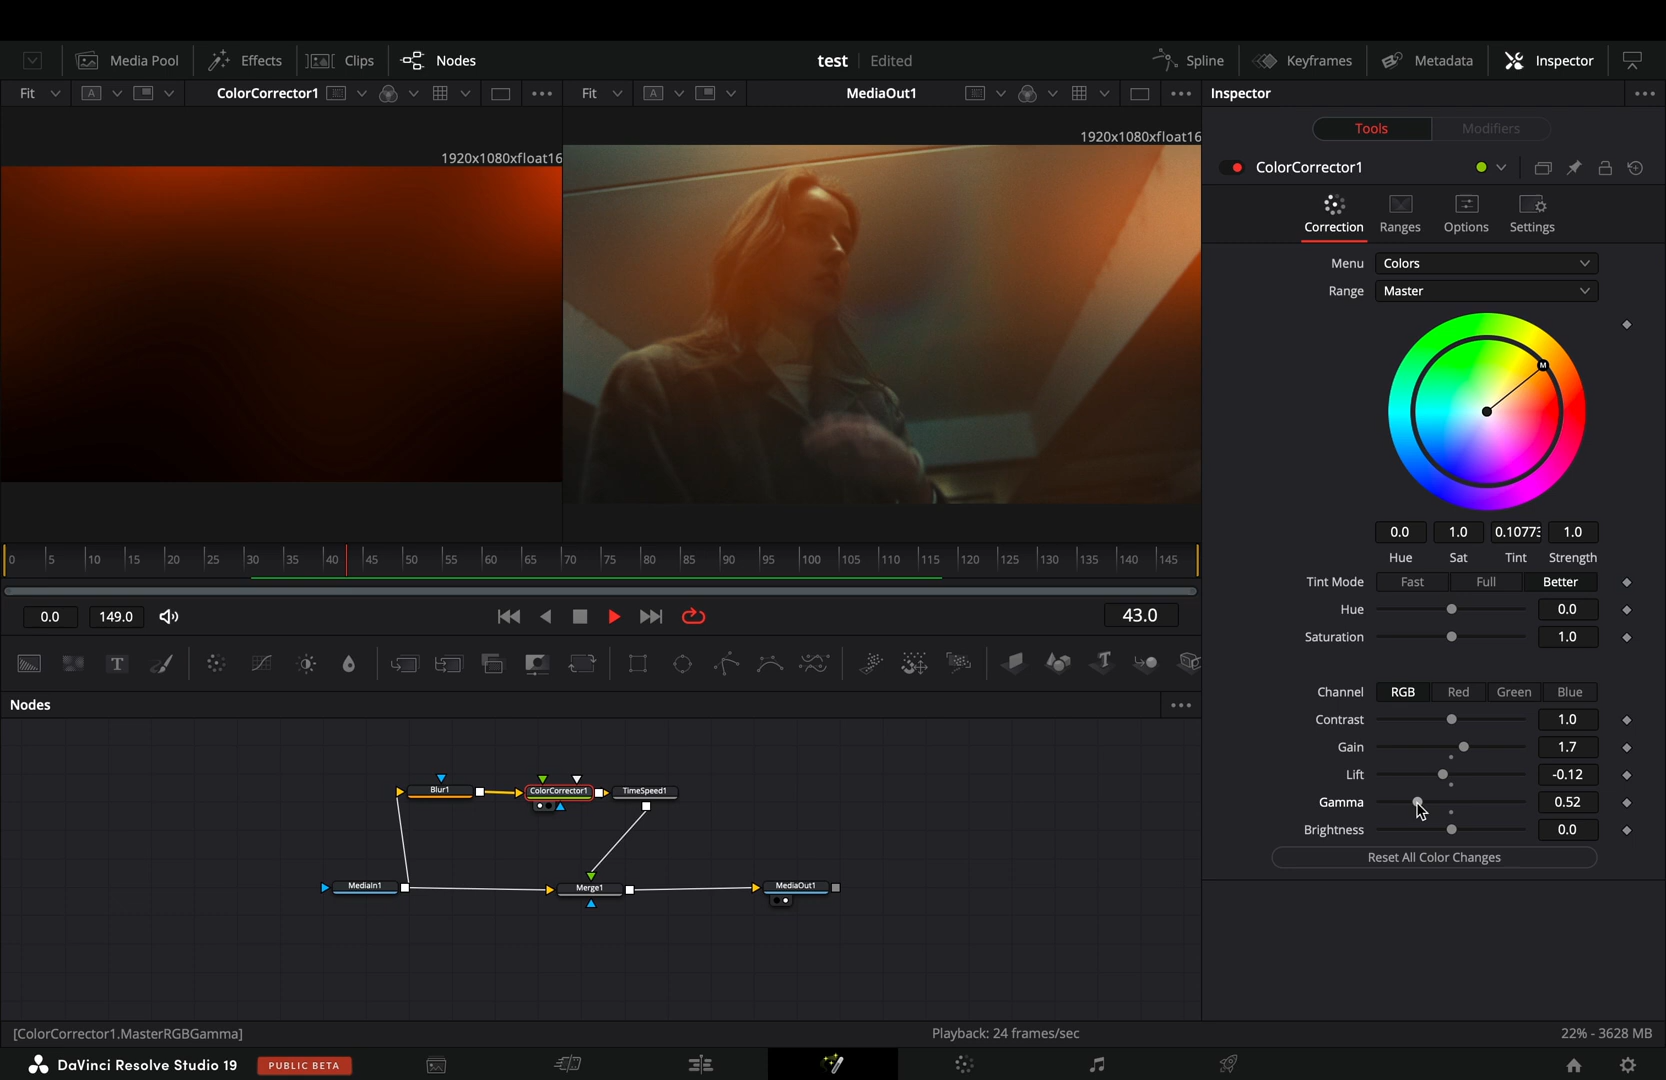 Media Pool Effects Clips Nodes test Edited Spline Keyframes Metadata Inspector
Fit A ColorCorrector1 Fit A MediaOut1 Inspector
1920x1080xfloat16
1920x1080xfloat16
Tools Modifiers
ColorCorrector1
Correction Ranges Options Settings
Menu Colors
Range Master
M
0.0 1.0 0.10773 1.0
Hue Sat Tint Strength
Tint Mode Fast Full Better
Hue 0.0
Saturation 1.0
Channel RGB Red Green Blue
Contrast 1.0
Gain 1.7
Lift -0.12
Gamma 0.52
Brightness 0.0
Reset All Color Changes
0 5 10 15 20 25 30 35 40 45 50 55 60 65 70 75 80 85 90 95 100 105 110 115 120 125 130 135 140 145
0.0 149.0 43.0
T T
Nodes
Blur1 ColorCorrector1 TimeSpeed1
MediaIn1 Merge1 MediaOut1
[ColorCorrector1.MasterRGBGamma] Playback: 24 frames/sec 22% - 3628 MB
DaVinci Resolve Studio 19 PUBLIC BETA